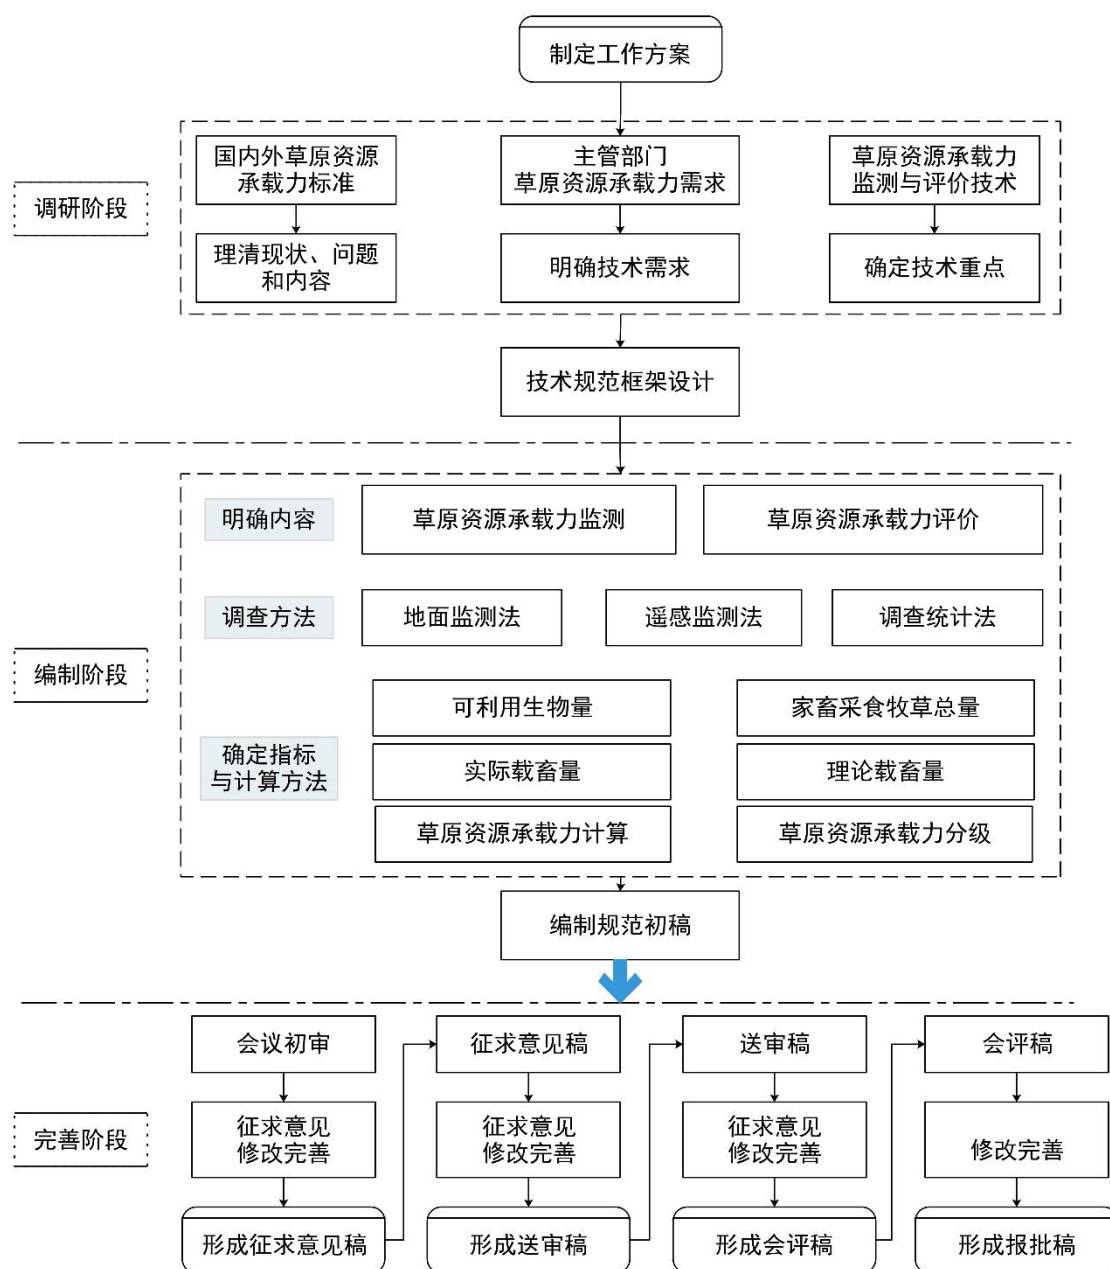 制定工作方案
调研阶段
国内外草原资源
承载力标准
主管部门
草原资源承载力需求
草原资源承载力
监测与评价技术
理清现状、问题
和内容
明确技术需求
确定技术重点
技术规范框架设计
编制阶段
明确内容
草原资源承载力监测
草原资源承载力评价
调查方法
地面监测法
遥感监测法
调查统计法
确定指标
与计算方法
可利用生物量
家畜采食牧草总量
实际载畜量
理论载畜量
草原资源承载力计算
草原资源承载力分级
编制规范初稿
完善阶段
会议初审
征求意见
修改完善
形成征求意见稿
征求意见稿
征求意见
修改完善
形成送审稿
送审稿
征求意见
修改完善
形成会评稿
会评稿
修改完善
形成报批稿